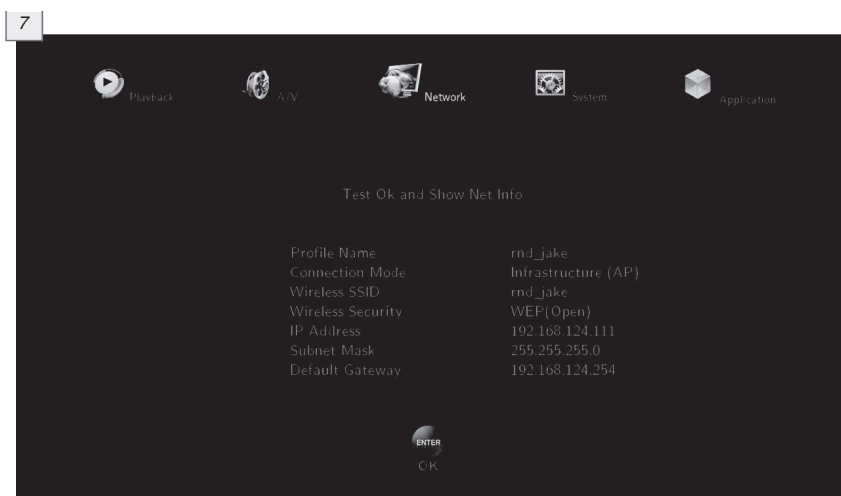 7
Playback A/V Network System Application
Test Ok and Show Net Info
Profile Name rnd_jake
Connection Mode Infrastructure (AP)
Wireless SSID rnd_jake
Wireless Security WEP(Open)
IP Address 192.168.124.111
Subnet Mask 255.255.255.0
Default Gateway 192.168.124.254
ENTER
OK